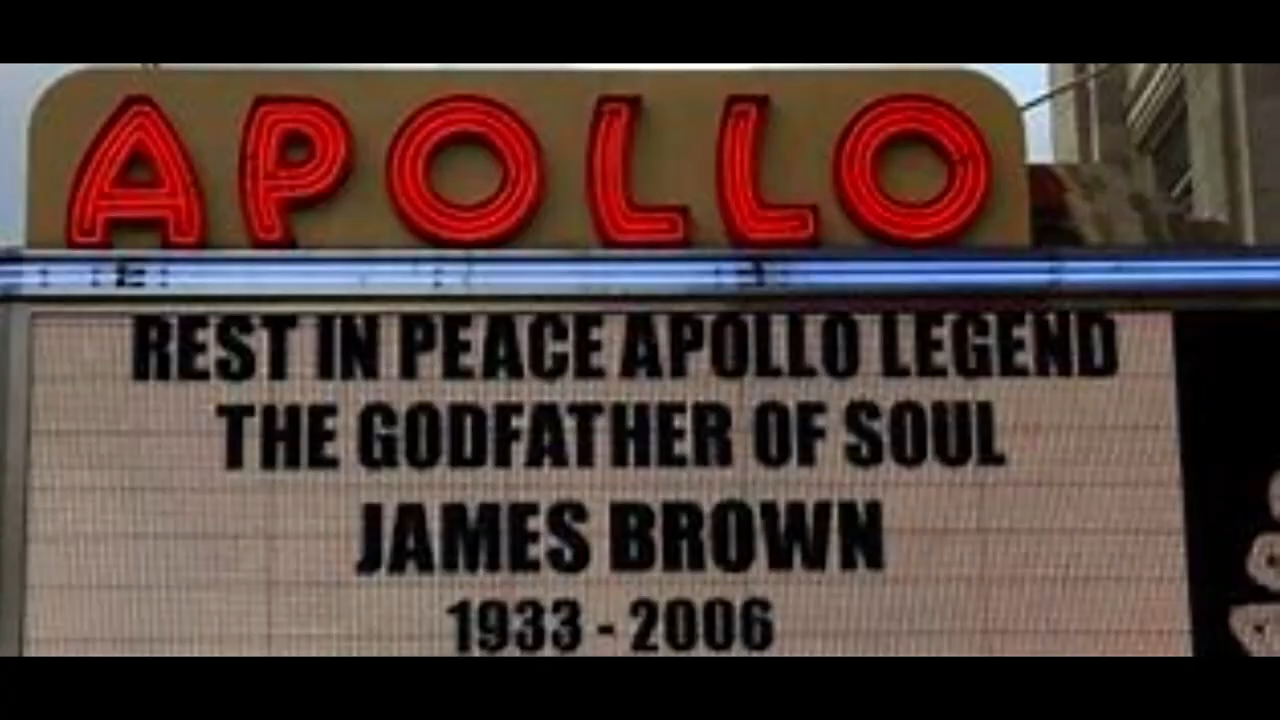 APOLLO
REST IN PEACE APOLLO LEGEND
THE GODFATHER OF SOUL
JAMES BROWN
1933 - 2006